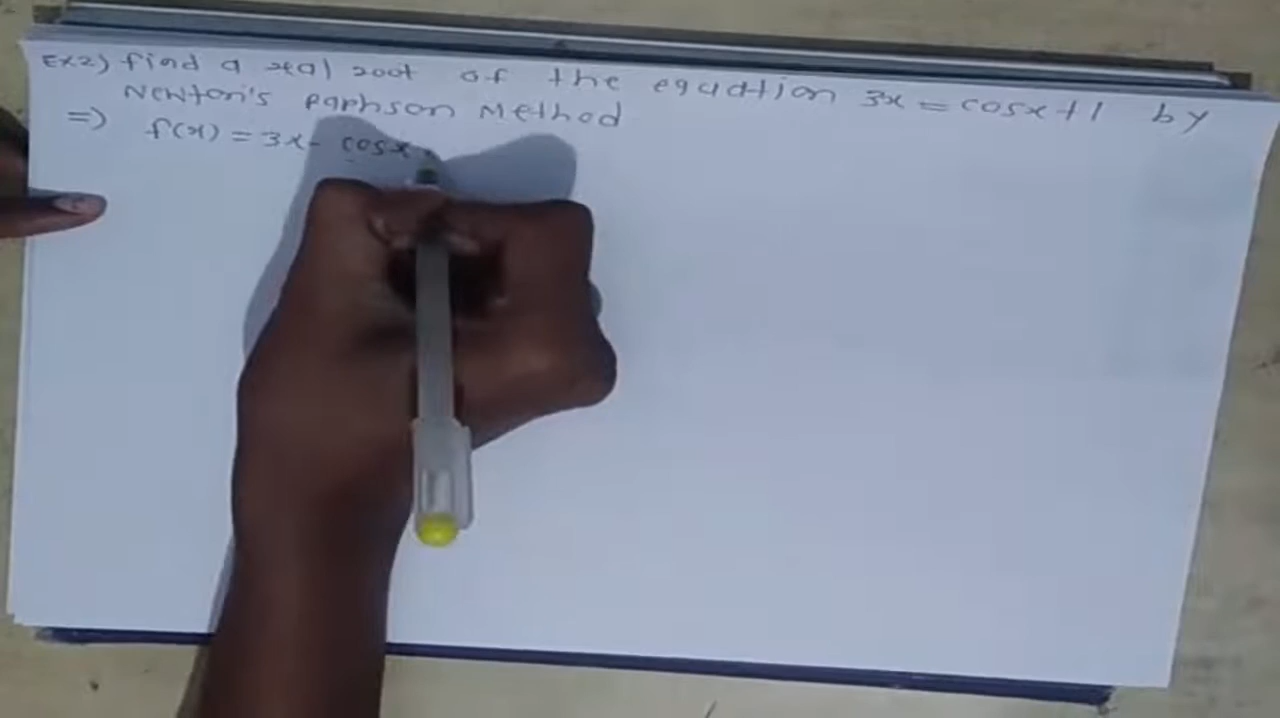 Ex2) find a real root of the equation 3x = cosx + 1 by
Newton's Raphson Method
=> f(x) = 3x - cosx